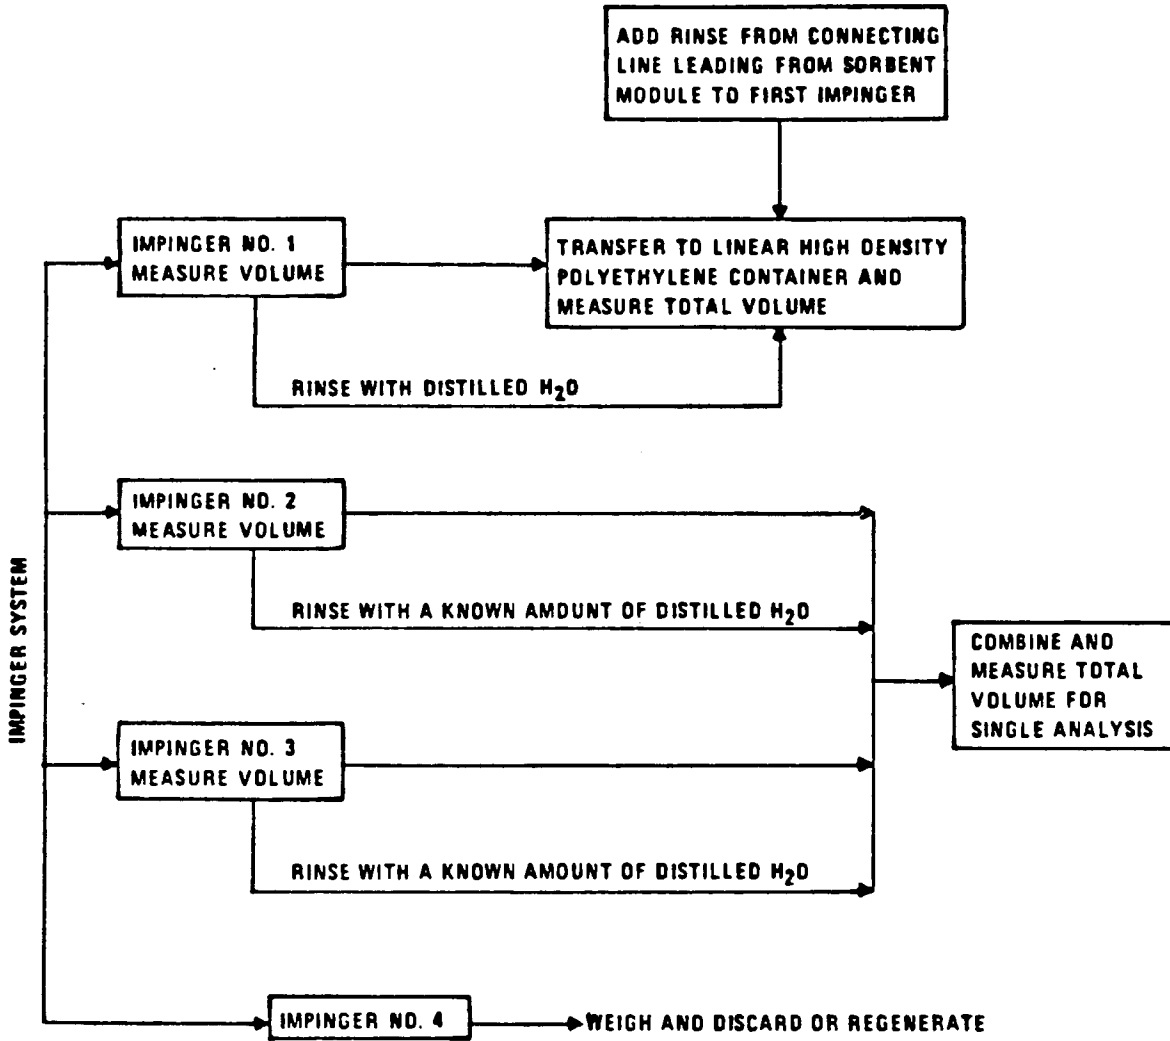 ADD RINSE FROM CONNECTING
LINE LEADING FROM SORBENT
MODULE TO FIRST IMPINGER
IMPINGER NO. 1
MEASURE VOLUME
TRANSFER TO LINEAR HIGH DENSITY
POLYETHYLENE CONTAINER AND
MEASURE TOTAL VOLUME
RINSE WITH DISTILLED H₂O
IMPINGER NO. 2
MEASURE VOLUME
RINSE WITH A KNOWN AMOUNT OF DISTILLED H₂O
IMPINGER SYSTEM
COMBINE AND
MEASURE TOTAL
VOLUME FOR
SINGLE ANALYSIS
IMPINGER NO. 3
MEASURE VOLUME
RINSE WITH A KNOWN AMOUNT OF DISTILLED H₂O
IMPINGER NO. 4
WEIGH AND DISCARD OR REGENERATE